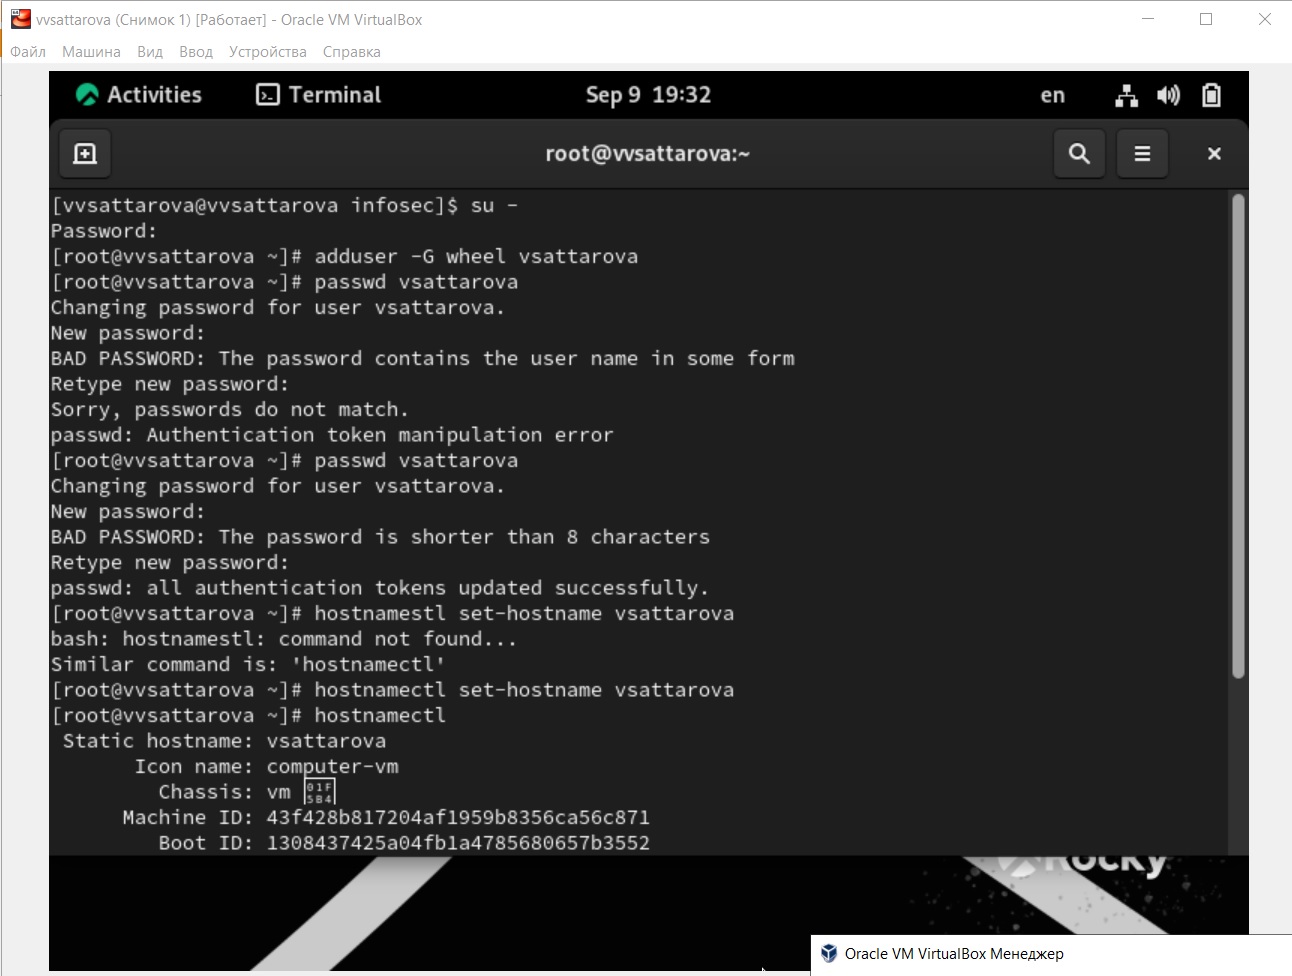 vvsattarova (Снимок 1) [Работает] - Oracle VM VirtualBox
Файл Машина Вид Ввод Устройства Справка
Activities Terminal Sep 9 19:32 en
root@vvsattarova:~
[vvsattarova@vvsattarova infosec]$ su -
Password:
[root@vvsattarova ~]# adduser -G wheel vsattarova
[root@vvsattarova ~]# passwd vsattarova
Changing password for user vsattarova.
New password:
BAD PASSWORD: The password contains the user name in some form
Retype new password:
Sorry, passwords do not match.
passwd: Authentication token manipulation error
[root@vvsattarova ~]# passwd vsattarova
Changing password for user vsattarova.
New password:
BAD PASSWORD: The password is shorter than 8 characters
Retype new password:
passwd: all authentication tokens updated successfully.
[root@vvsattarova ~]# hostnamestl set-hostname vsattarova
bash: hostnamestl: command not found...
Similar command is: 'hostnamectl'
[root@vvsattarova ~]# hostnamectl set-hostname vsattarova
[root@vvsattarova ~]# hostnamectl
Static hostname: vsattarova
Icon name: computer-vm
Chassis: vm 01F5B4
Machine ID: 43f428b817204af1959b8356ca56c871
Boot ID: 1308437425a04fb1a4785680657b3552
Rocky
Oracle VM VirtualBox Менеджер